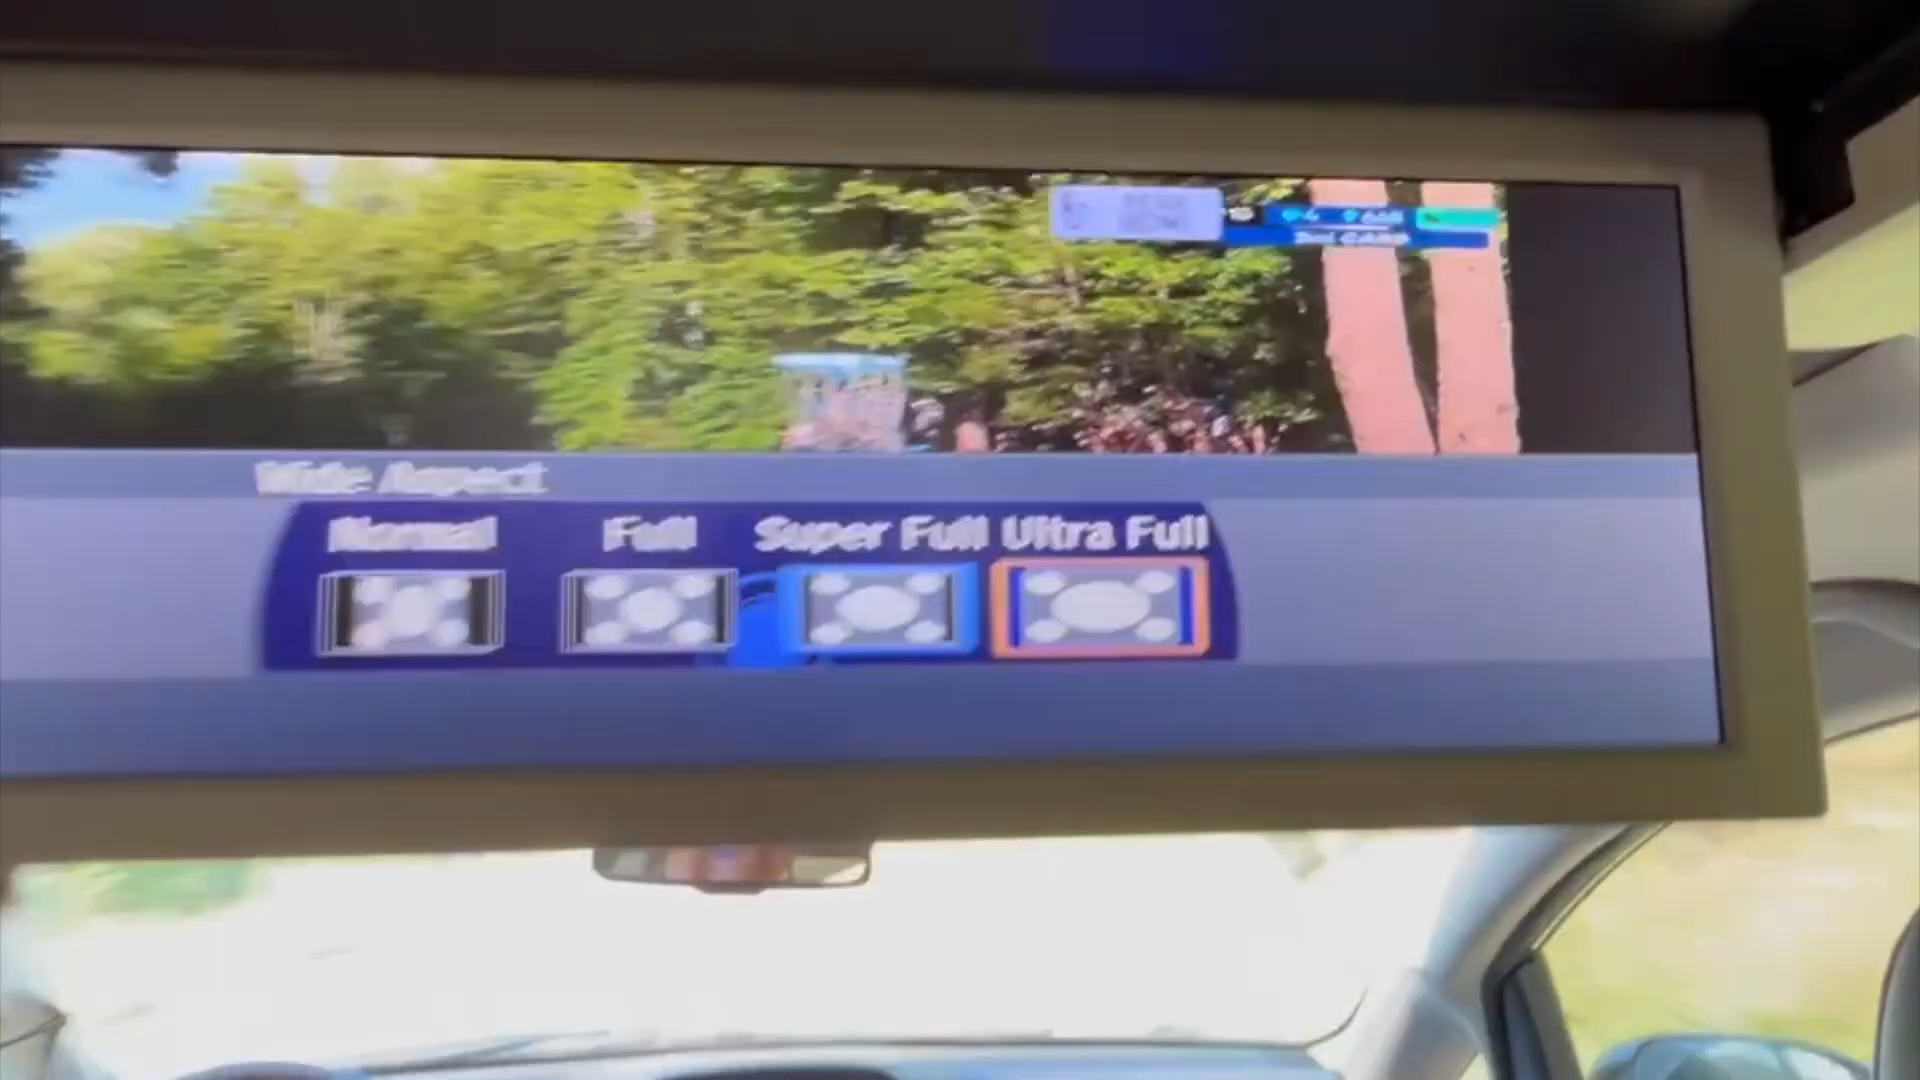 Wide Aspect
Normal
Full
Super Full
Ultra Full